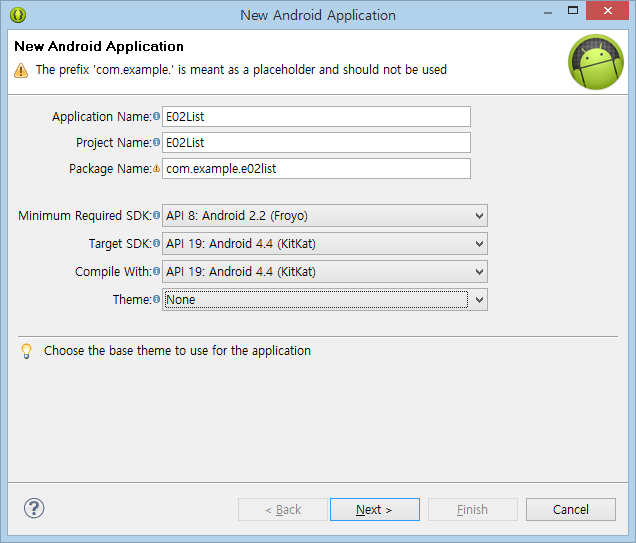 New Android Application
New Android Application
The prefix 'com.example.' is meant as a placeholder and should not be used
Application Name: E02List
Project Name: E02List
Package Name: com.example.e02list
Minimum Required SDK: API 8: Android 2.2 (Froyo)
Target SDK: API 19: Android 4.4 (KitKat)
Compile With: API 19: Android 4.4 (KitKat)
Theme: None
Choose the base theme to use for the application
< Back Next > Finish Cancel